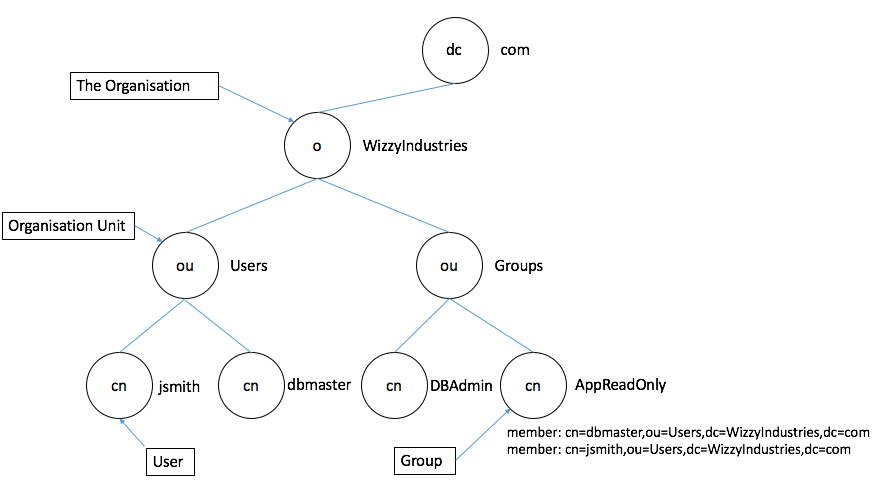 dc com
The Organisation
o WizzyIndustries
Organisation Unit
ou Users ou Groups
cn jsmith cn dbmaster cn DBAdmin cn AppReadOnly
member: cn=dbmaster,ou=Users,dc=WizzyIndustries,dc=com
member: cn=jsmith,ou=Users,dc=WizzyIndustries,dc=com
User Group